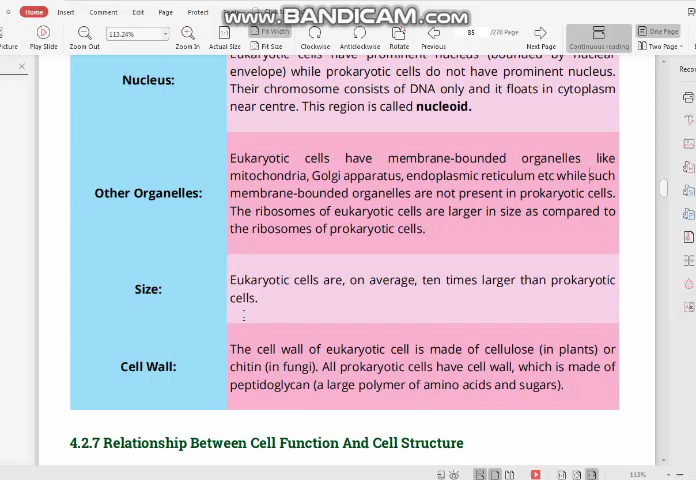 www.BANDICAM.com
Home Insert Comment Edit Page Protect
Picture Play Slide Zoom Out 113.24% Zoom In Actual Size Fit Width Fit Size Clockwise Anticlockwise Rotate Previous 85 /278 Page Next Page Continuous reading One Page Two Page
Nucleus:
Eukaryotic cells have prominent nucleus (bounded by nuclear
envelope) while prokaryotic cells do not have prominent nucleus.
Their chromosome consists of DNA only and it floats in cytoplasm
near centre. This region is called nucleoid.
Other Organelles:
Eukaryotic cells have membrane-bounded organelles like
mitochondria, Golgi apparatus, endoplasmic reticulum etc while such
membrane-bounded organelles are not present in prokaryotic cells.
The ribosomes of eukaryotic cells are larger in size as compared to
the ribosomes of prokaryotic cells.
Size:
Eukaryotic cells are, on average, ten times larger than prokaryotic
cells.
Cell Wall:
The cell wall of eukaryotic cell is made of cellulose (in plants) or
chitin (in fungi). All prokaryotic cells have cell wall, which is made of
peptidoglycan (a large polymer of amino acids and sugars).
4.2.7 Relationship Between Cell Function And Cell Structure
113%